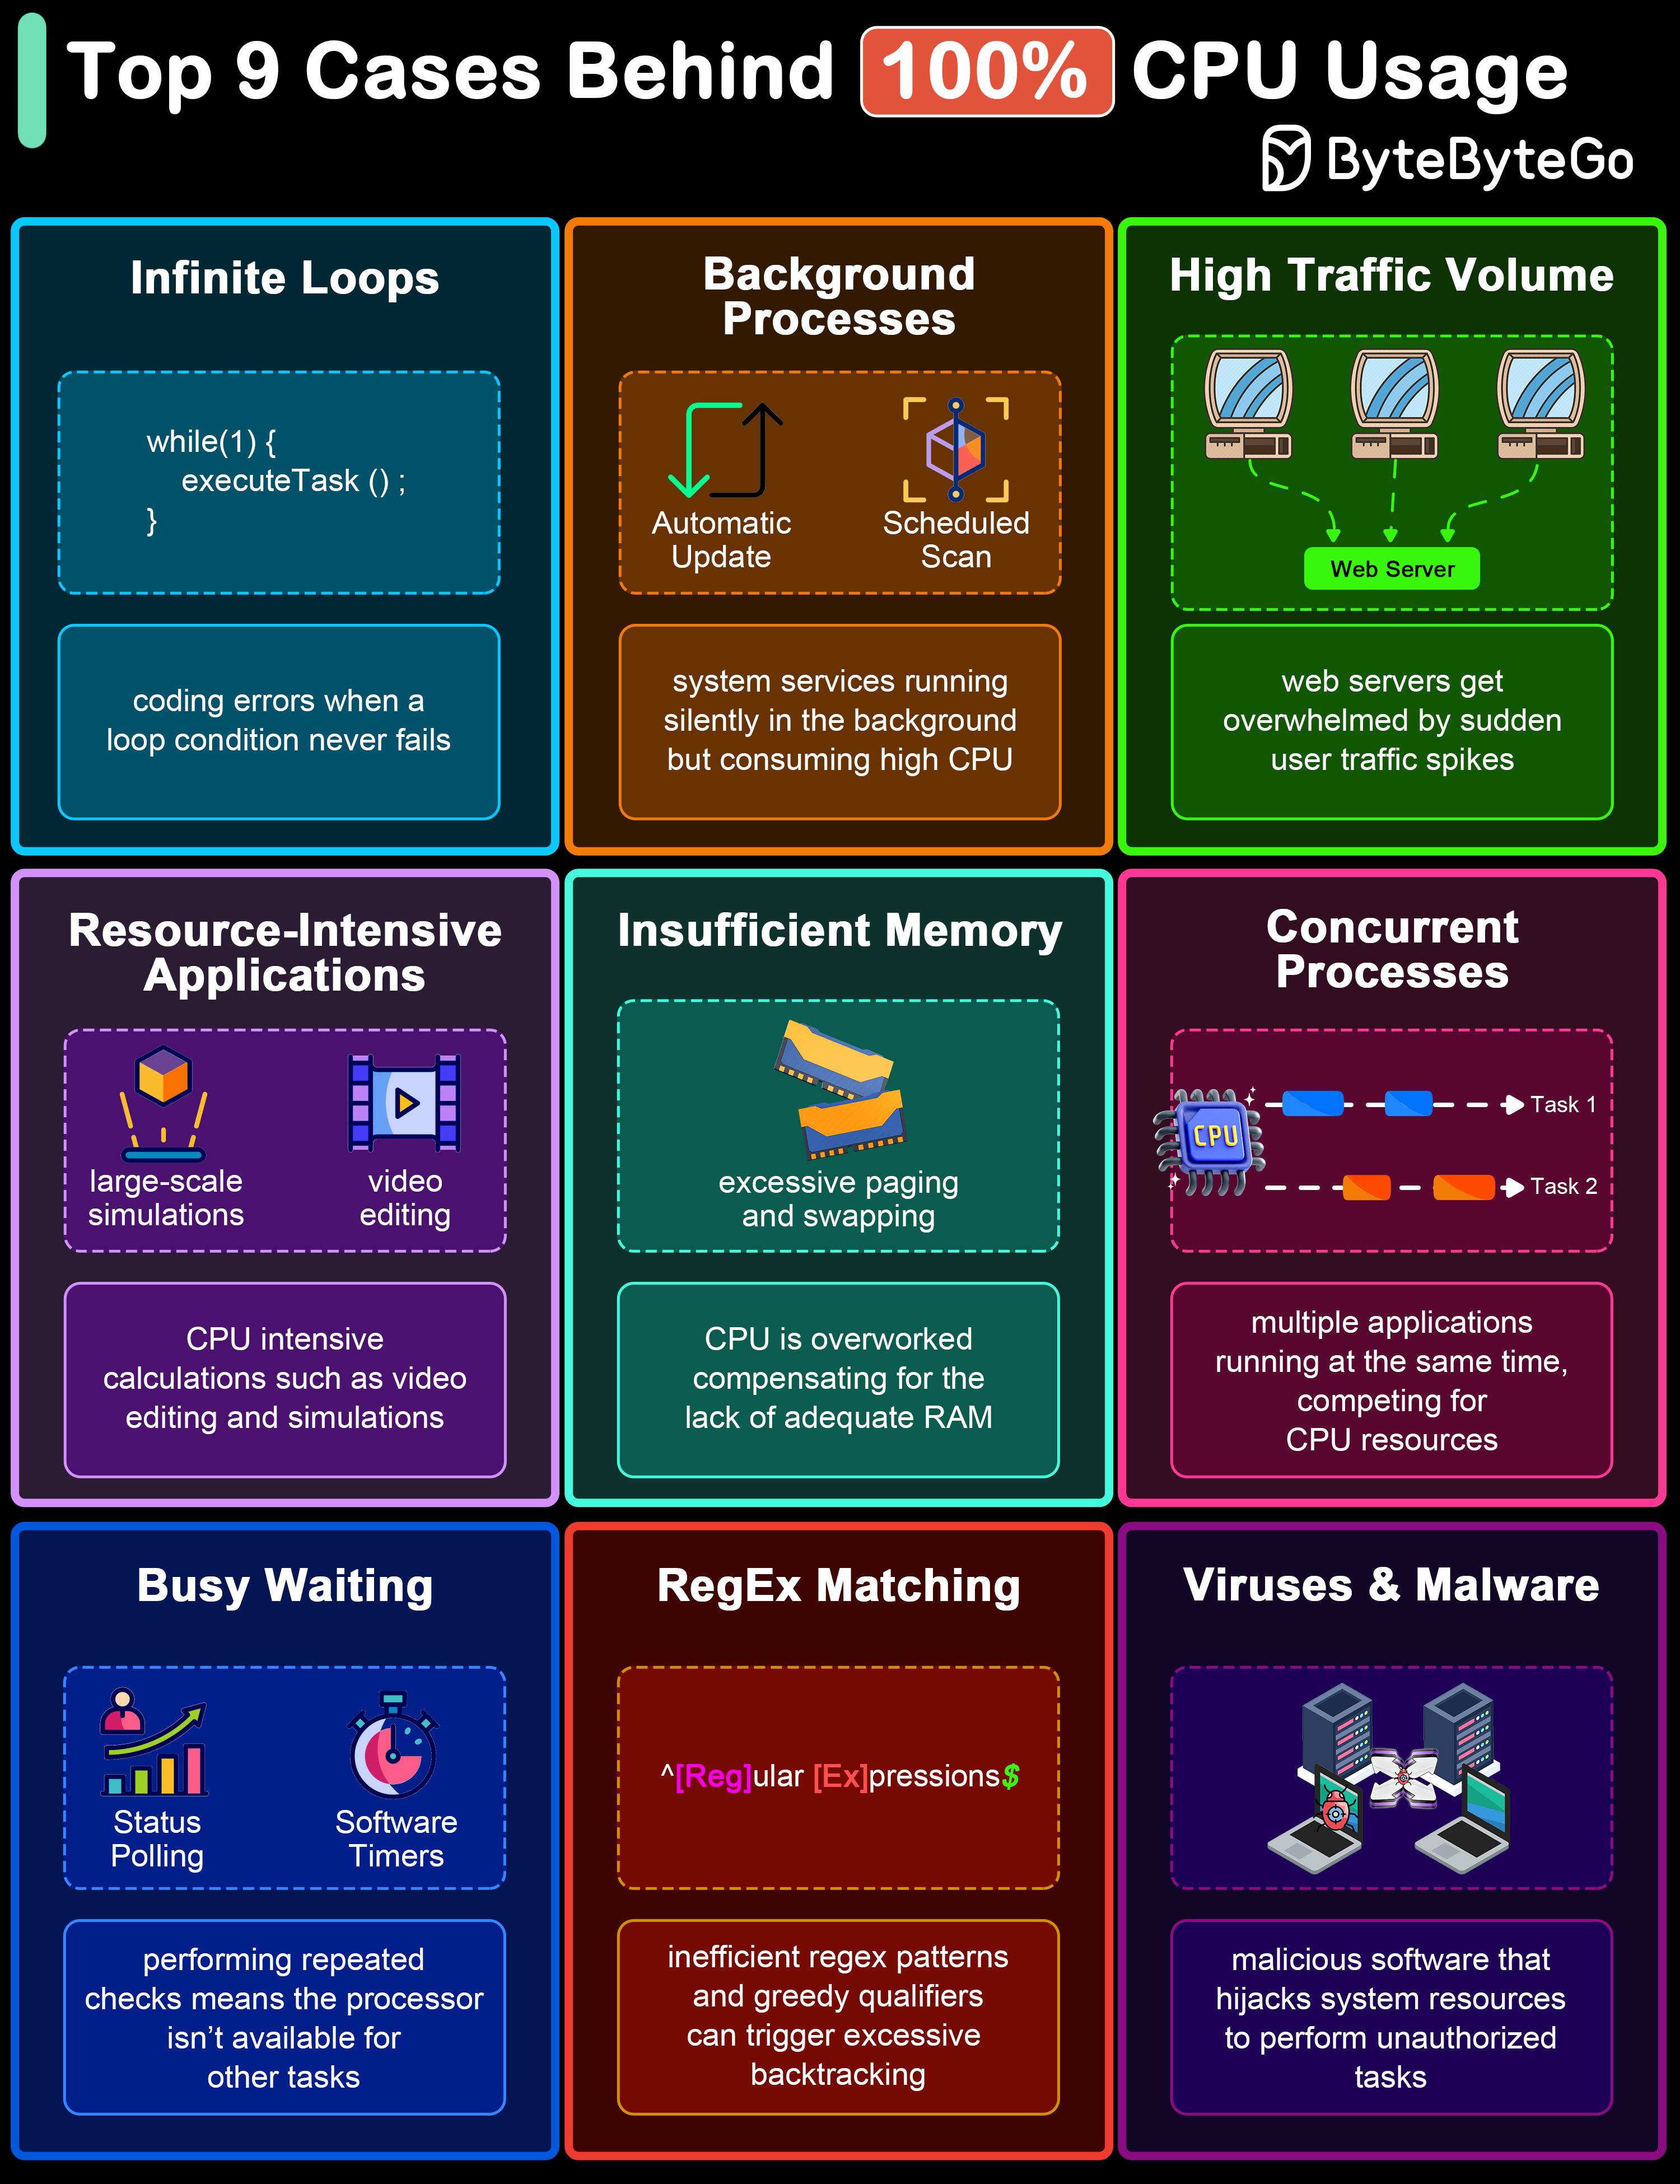 Top 9 Cases Behind 100% CPU Usage
ByteByteGo
Infinite Loops
while(1) {
executeTask () ;
}
coding errors when a
loop condition never fails
Background
Processes
Automatic
Update
Scheduled
Scan
system services running
silently in the background
but consuming high CPU
High Traffic Volume
Web Server
web servers get
overwhelmed by sudden
user traffic spikes
Resource-Intensive
Applications
large-scale
simulations
video
editing
CPU intensive
calculations such as video
editing and simulations
Insufficient Memory
excessive paging
and swapping
CPU is overworked
compensating for the
lack of adequate RAM
Concurrent
Processes
CPU
Task 1
Task 2
multiple applications
running at the same time,
competing for
CPU resources
Busy Waiting
Status
Polling
Software
Timers
performing repeated
checks means the processor
isn’t available for
other tasks
RegEx Matching
^[Reg]ular [Ex]pressions$
inefficient regex patterns
and greedy qualifiers
can trigger excessive
backtracking
Viruses & Malware
malicious software that
hijacks system resources
to perform unauthorized
tasks